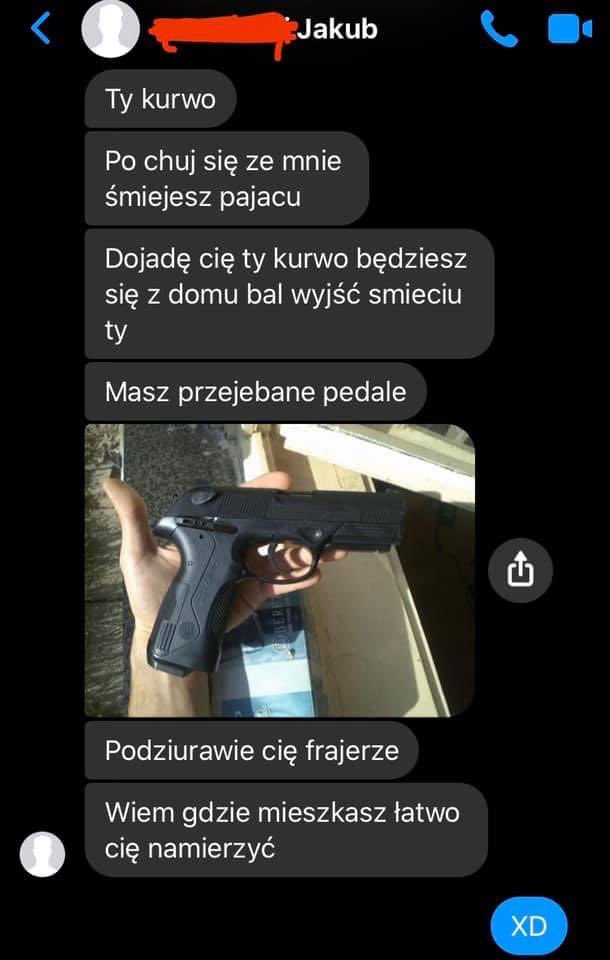 Jakub
Ty kurwo
Po chuj się ze mnie
śmiejesz pajacu
Dojadę cię ty kurwo będziesz
się z domu bal wyjść smieciu
ty
Masz przejebane pedale
Podziurawie cię frajerze
Wiem gdzie mieszkasz łatwo
cię namierzyć
XD